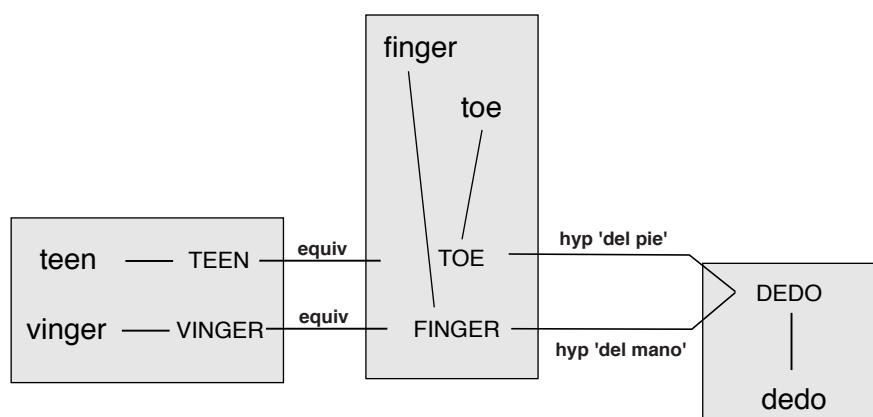 finger
toe
teen
TEEN
equiv
TOE
hyp 'del pie'
DEDO
vinger
VINGER
equiv
FINGER
hyp 'del mano'
dedo